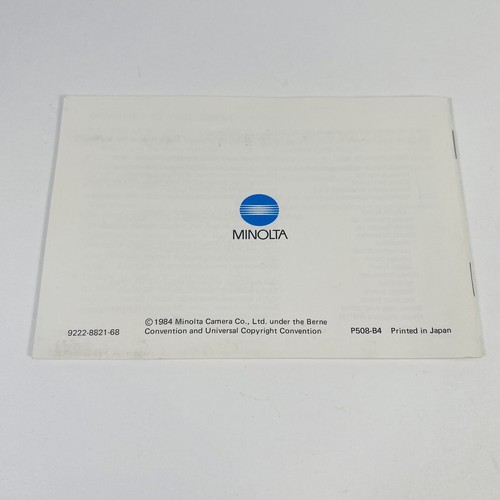 MINOLTA
9222-8821-68
© 1984 Minolta Camera Co., Ltd. under the Berne
Convention and Universal Copyright Convention
P508-B4 Printed in Japan